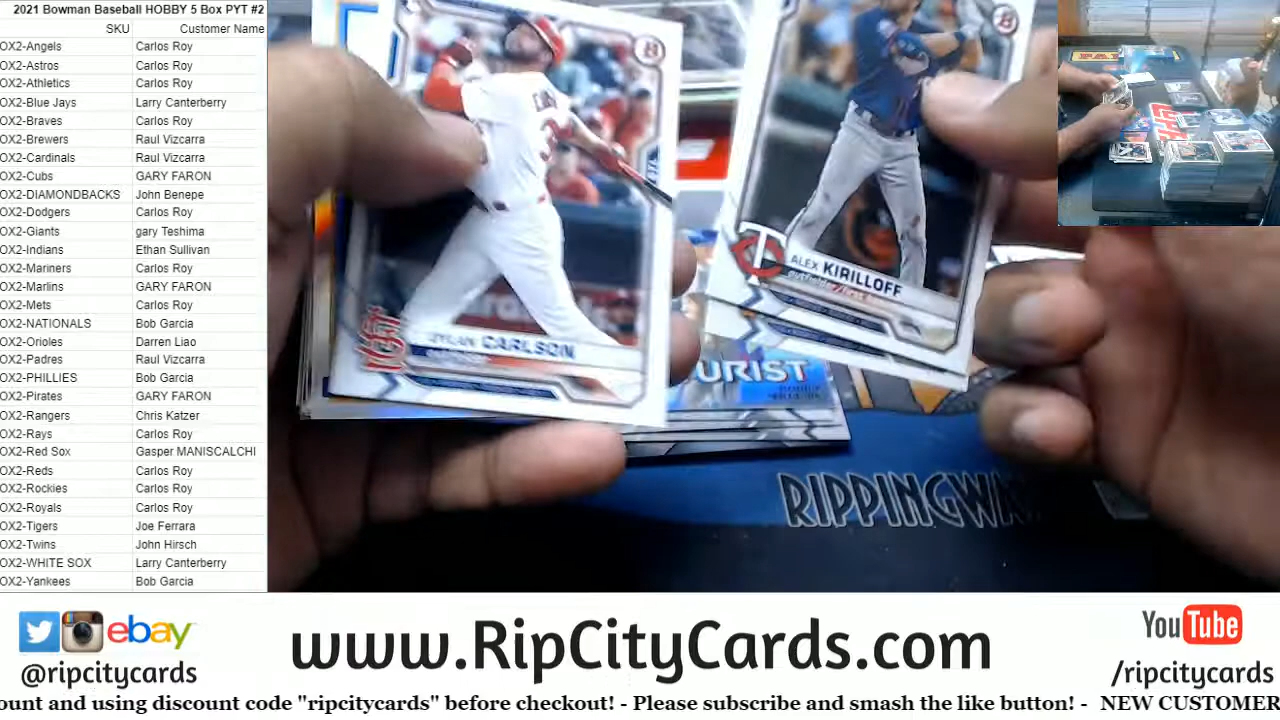 2021 Bowman Baseball HOBBY 5 Box PYT #2
SKU Customer Name
OX2-Angels Carlos Roy
OX2-Astros Carlos Roy
OX2-Athletics Carlos Roy
OX2-Blue Jays Larry Canterberry
OX2-Braves Carlos Roy
OX2-Brewers Raul Vizcarra
OX2-Cardinals Raul Vizcarra
OX2-Cubs GARY FARON
OX2-DIAMONDBACKS John Benepe
OX2-Dodgers Carlos Roy
OX2-Giants gary Teshima
OX2-Indians Ethan Sullivan
OX2-Mariners Carlos Roy
OX2-Marlins GARY FARON
OX2-Mets Carlos Roy
OX2-NATIONALS Bob Garcia
OX2-Orioles Darren Liao
OX2-Padres Raul Vizcarra
OX2-PHILLIES Bob Garcia
OX2-Pirates GARY FARON
OX2-Rangers Chris Katzer
OX2-Rays Carlos Roy
OX2-Red Sox Gasper MANISCALCHI
OX2-Reds Carlos Roy
OX2-Rockies Carlos Roy
OX2-Royals Carlos Roy
OX2-Tigers Joe Ferrara
OX2-Twins John Hirsch
OX2-WHITE SOX Larry Canterberry
OX2-Yankees Bob Garcia
DYLAN CARLSON
outfielder
ALEX KIRILLOFF
outfielder/first
URIST
RIPPINGWA
ebay
@ripcitycards
www.RipCityCards.com
YouTube
/ripcitycards
ount and using discount code "ripcitycards" before checkout! - Please subscribe and smash the like button! - NEW CUSTOMER